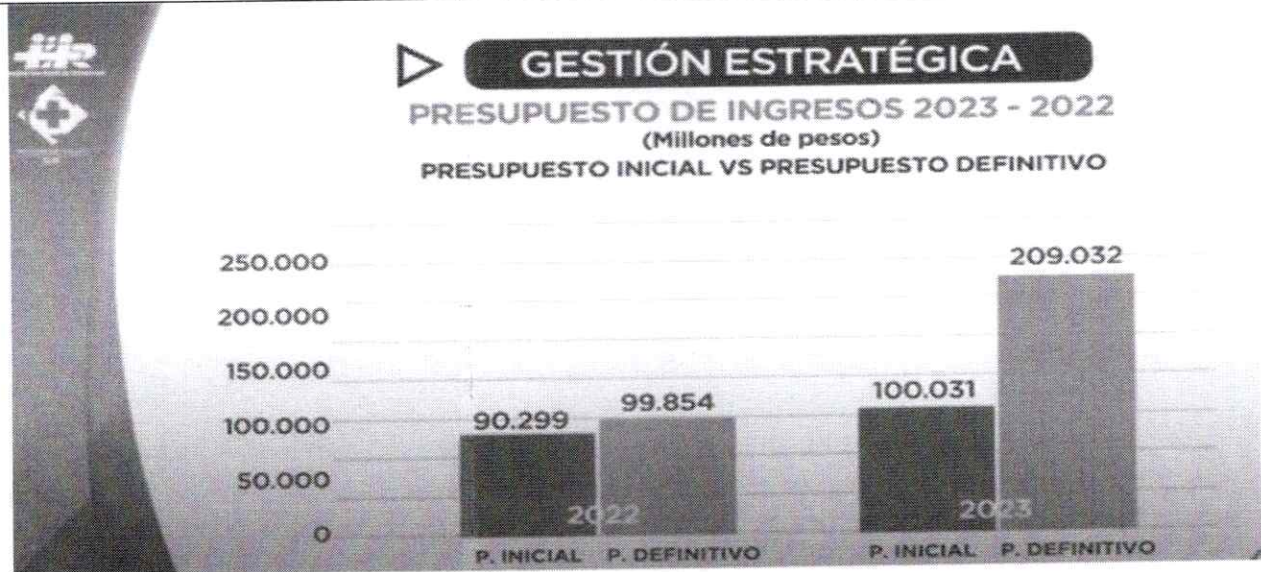 GESTIÓN ESTRATÉGICA
PRESUPUESTO DE INGRESOS 2023 - 2022
(Millones de pesos)
PRESUPUESTO INICIAL VS PRESUPUESTO DEFINITIVO
250.000
200.000
150.000
100.000
50.000
0
90.299
99.854
100.031
209.032
2022
2023
P. INICIAL P. DEFINITIVO
P. INICIAL P. DEFINITIVO